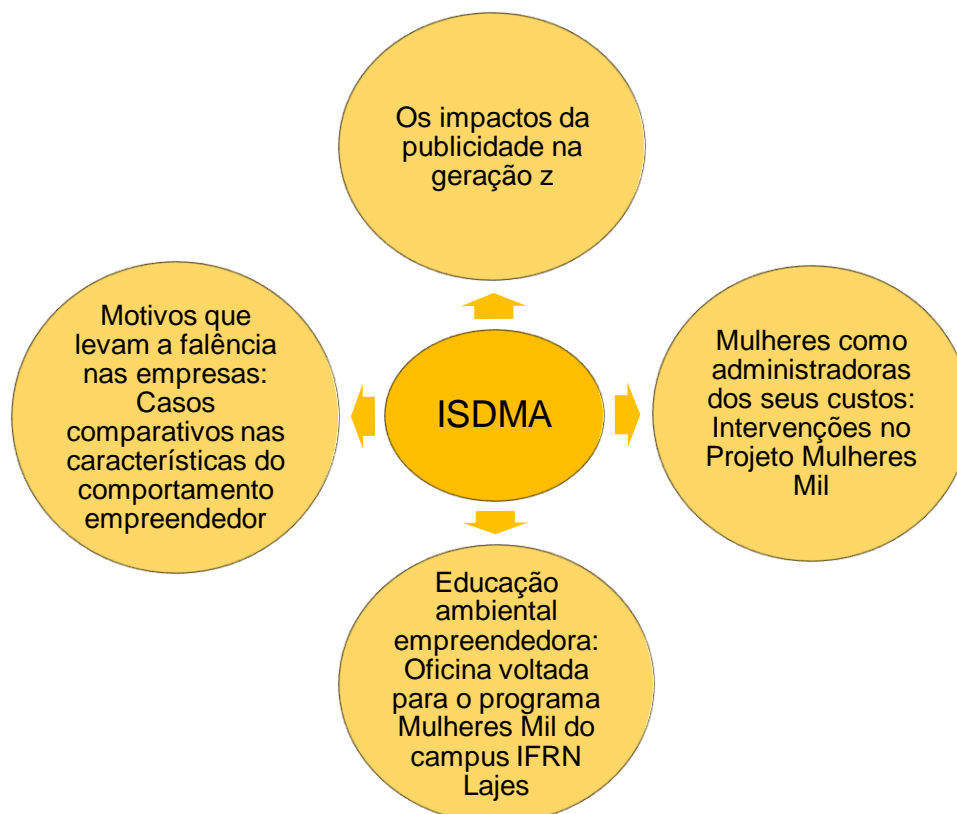 Os impactos da
publicidade na
geração z
Motivos que
levam a falência
nas empresas:
Casos
comparativos nas
características do
comportamento
empreendedor
ISDMA
Mulheres como
administradoras
dos seus custos:
Intervenções no
Projeto Mulheres
Mil
Educação
ambiental
empreendedora:
Oficina voltada
para o programa
Mulheres Mil do
campus IFRN
Lajes